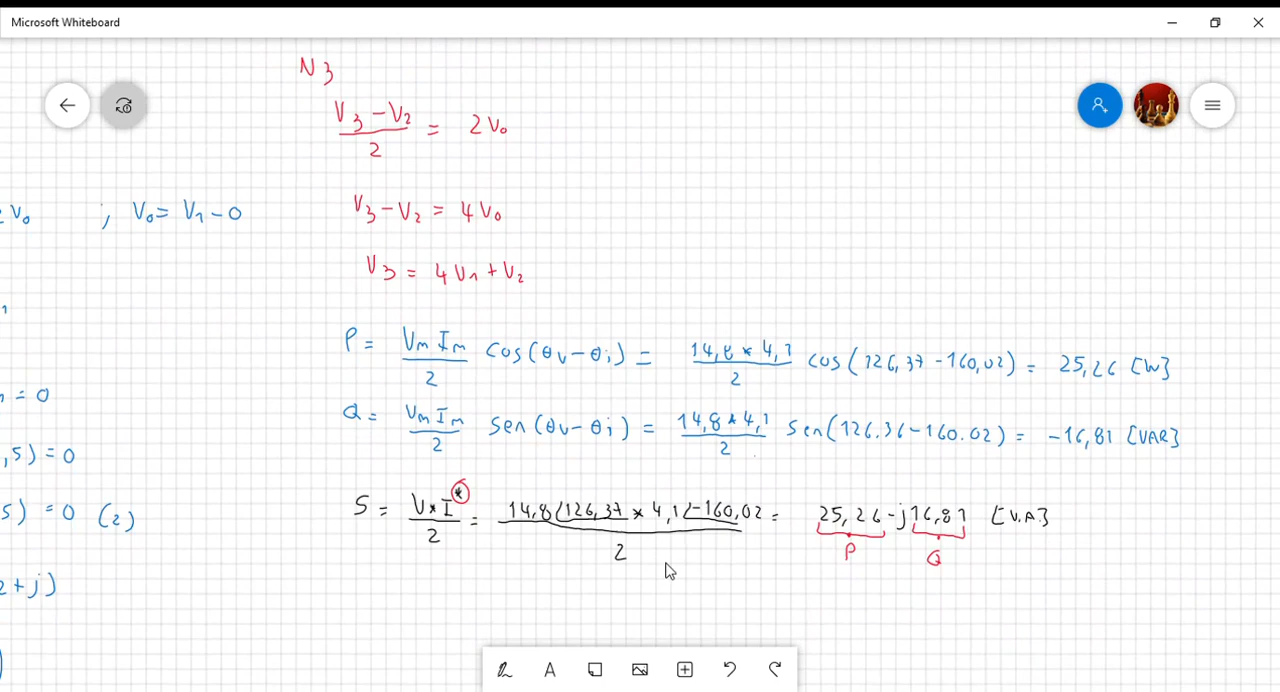 Microsoft Whiteboard
N3
V3 - V2 / 2 = 2V0
2V0 ; V0 = V1 - 0
V3 - V2 = 4V0
V3 = 4V1 + V2
1
P = Vm Im / 2 cos(θv - θi) = 14,8 * 4,1 / 2 cos(126,37 - 160,02) = 25,26 [W]
= 0
Q = Vm Im / 2 sen(θv - θi) = 14,8 * 4,1 / 2 sen(126.36 - 160.02) = -16,81 [VAR]
,5) = 0
S = V * I* / 2 = 14,8∠126,37 * 4,1∠-160,02 / 2 = 25,26 - j16,81 [V.A.]
5) = 0 (2)
P Q
2 + j)
A